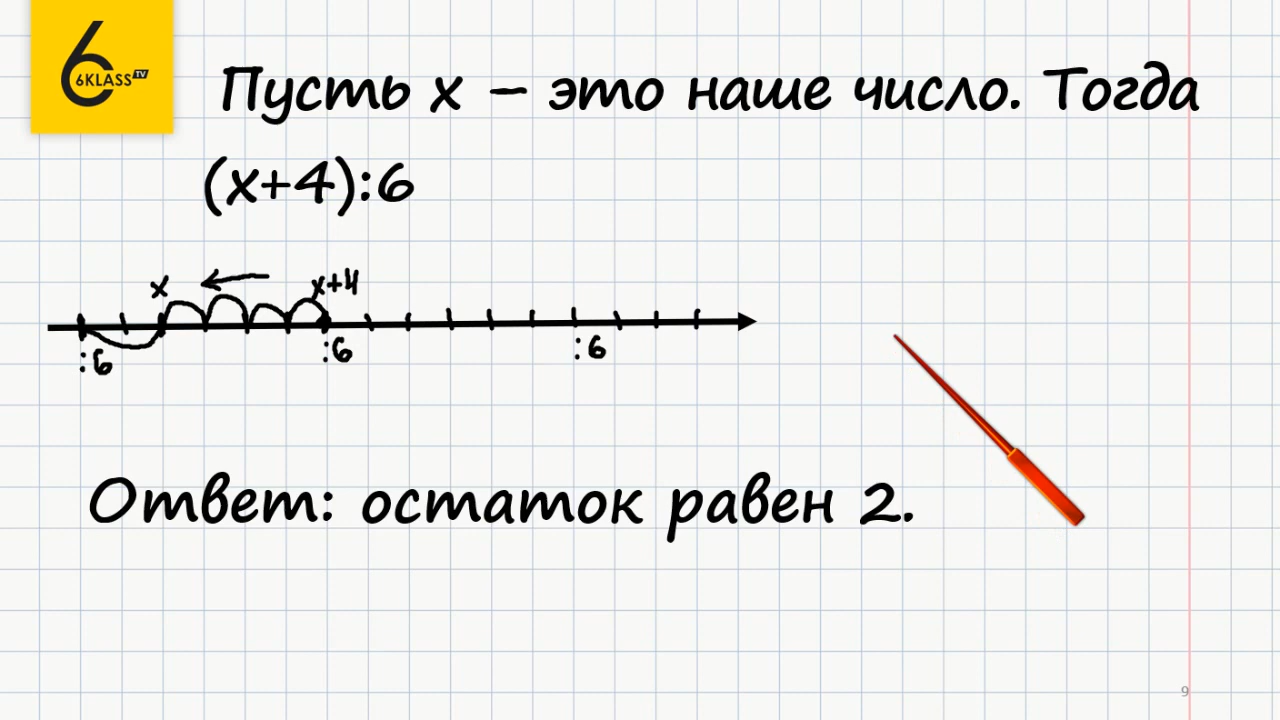 6KLASS TV
Пусть x – это наше число. Тогда
(x+4):6
x x+4
:6 :6 :6
Ответ: остаток равен 2.
9